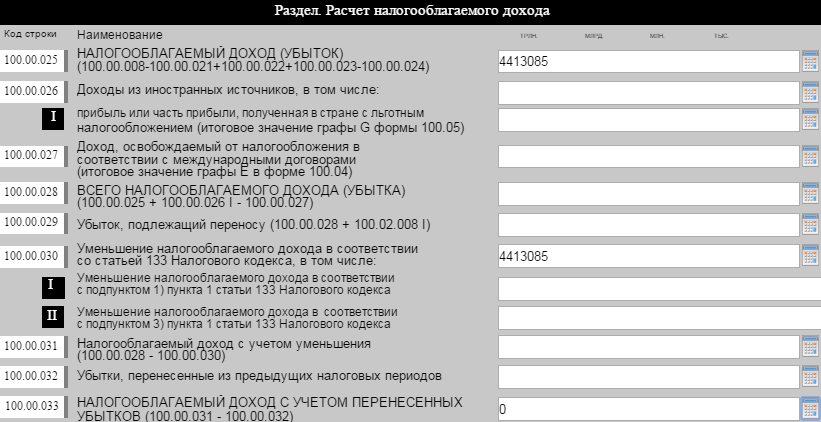 Раздел. Расчет налогооблагаемого дохода
Код строки Наименование ТРЛН. МЛРД. МЛН. ТЫС.
100.00.025 НАЛОГООБЛАГАЕМЫЙ ДОХОД (УБЫТОК)
(100.00.008-100.00.021+100.00.022+100.00.023-100.00.024) 4413085
100.00.026 Доходы из иностранных источников, в том числе:
I прибыль или часть прибыли, полученная в стране с льготным
налогообложением (итоговое значение графы G формы 100.05)
100.00.027 Доход, освобождаемый от налогообложения в
соответствии с международными договорами
(итоговое значение графы Е в форме 100.04)
100.00.028 ВСЕГО НАЛОГООБЛАГАЕМОГО ДОХОДА (УБЫТКА)
(100.00.025 + 100.00.026 I - 100.00.027)
100.00.029 Убыток, подлежащий переносу (100.00.028 + 100.02.008 I)
100.00.030 Уменьшение налогооблагаемого дохода в соответствии
со статьей 133 Налогового кодекса, в том числе: 4413085
I Уменьшение налогооблагаемого дохода в соответствии
с подпунктом 1) пункта 1 статьи 133 Налогового кодекса
II Уменьшение налогооблагаемого дохода в соответствии
с подпунктом 3) пункта 1 статьи 133 Налогового кодекса
100.00.031 Налогооблагаемый доход с учетом уменьшения
(100.00.028 - 100.00.030)
100.00.032 Убытки, перенесенные из предыдущих налоговых периодов
100.00.033 НАЛОГООБЛАГАЕМЫЙ ДОХОД С УЧЕТОМ ПЕРЕНЕСЕННЫХ
УБЫТКОВ (100.00.031 - 100.00.032) 0